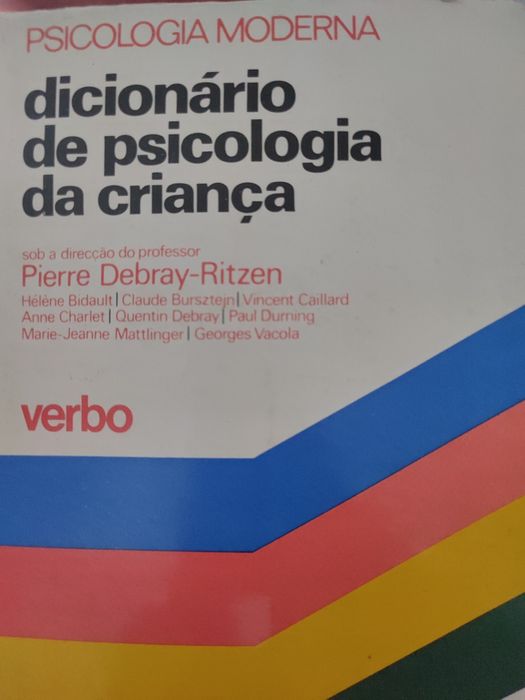 PSICOLOGIA MODERNA
dicionário
de psicologia
da criança
sob a direcção do professor
Pierre Debray-Ritzen
Hélène Bidault | Claude Bursztejn | Vincent Caillard
Anne Charlet | Quentin Debray | Paul Durning
Marie-Jeanne Mattlinger | Georges Vacola
verbo